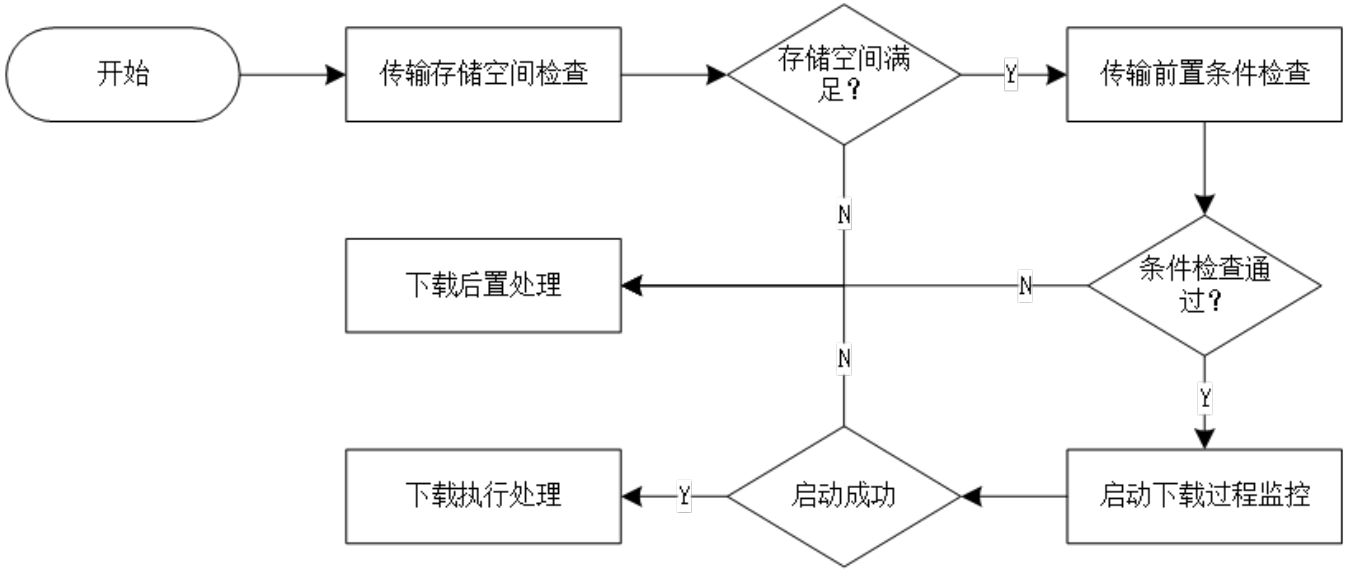 开始
传输存储空间检查
存储空间满
足?
Y
传输前置条件检查
N
下载后置处理
N
条件检查通
过?
N
Y
下载执行处理
Y
启动成功
启动下载过程监控